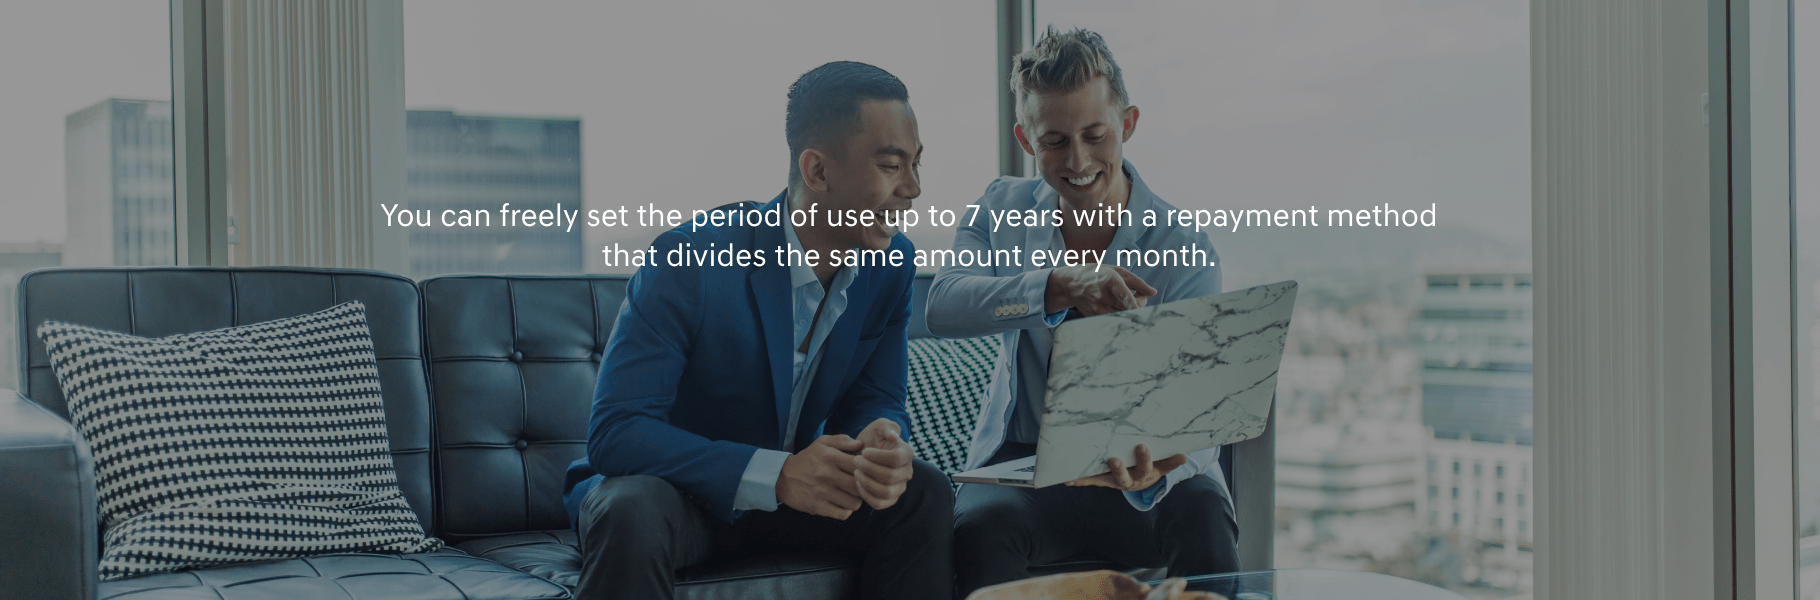 You can freely set the period of use up to 7 years with a repayment method
that divides the same amount every month.